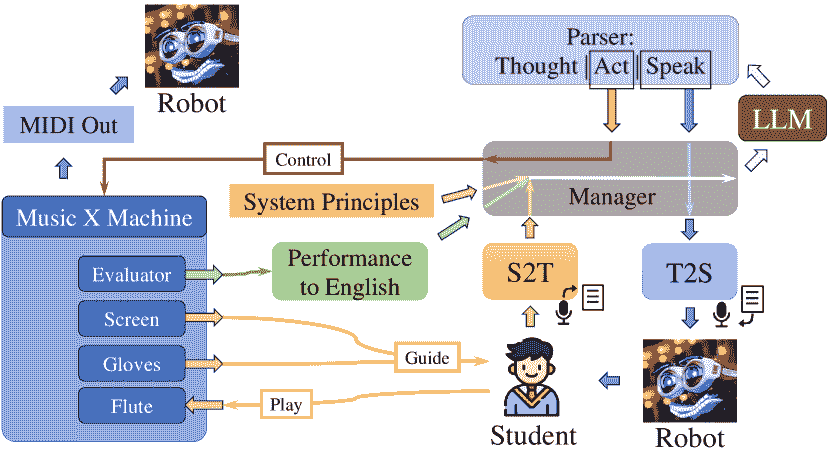 Parser:
Thought | Act | Speak
Robot
MIDI Out
LLM
Control
System Principles
Manager
Music X Machine
Evaluator
Performance
to English
S2T
T2S
Screen
Gloves
Guide
Flute
Play
Student
Robot